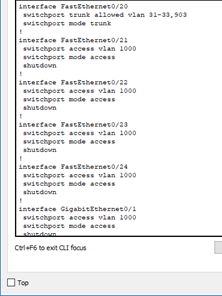 interface FastEthernet0/20
switchport trunk allowed vlan 31-33,903
switchport mode trunk
!
interface FastEthernet0/21
switchport access vlan 1000
switchport mode access
shutdown
!
interface FastEthernet0/22
switchport access vlan 1000
switchport mode access
shutdown
!
interface FastEthernet0/23
switchport access vlan 1000
switchport mode access
shutdown
!
interface FastEthernet0/24
switchport access vlan 1000
switchport mode access
shutdown
!
interface GigabitEthernet0/1
switchport access vlan 1000
switchport mode access
shutdown
Ctrl+F6 to exit CLI focus
Top